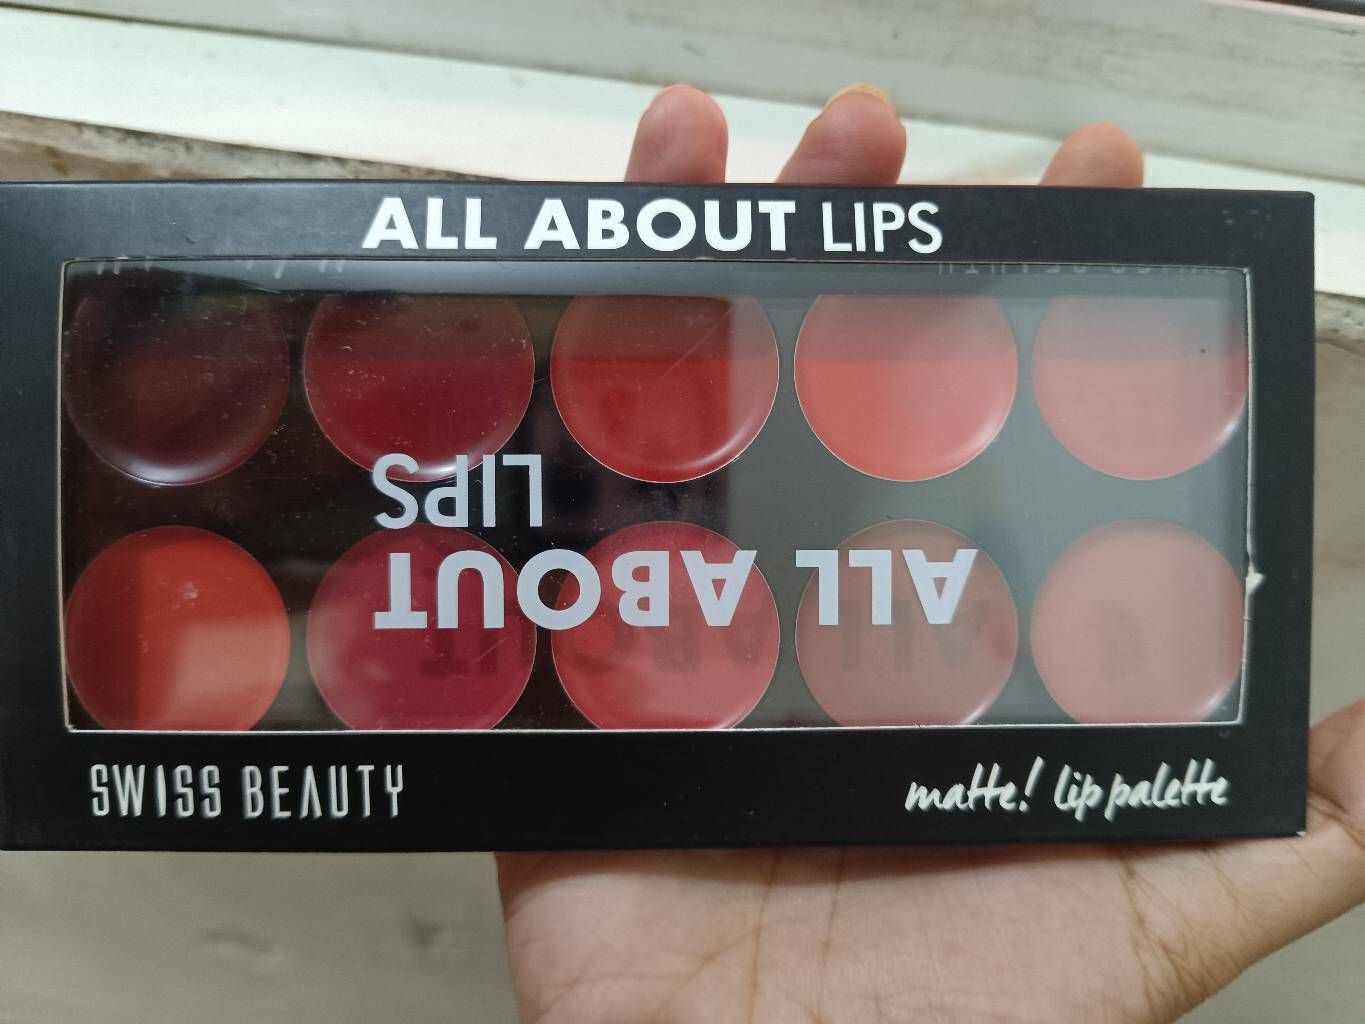 ALL ABOUT LIPS
LIPS
ALL ABOUT
SWISS BEAUTY
matte! lip palette